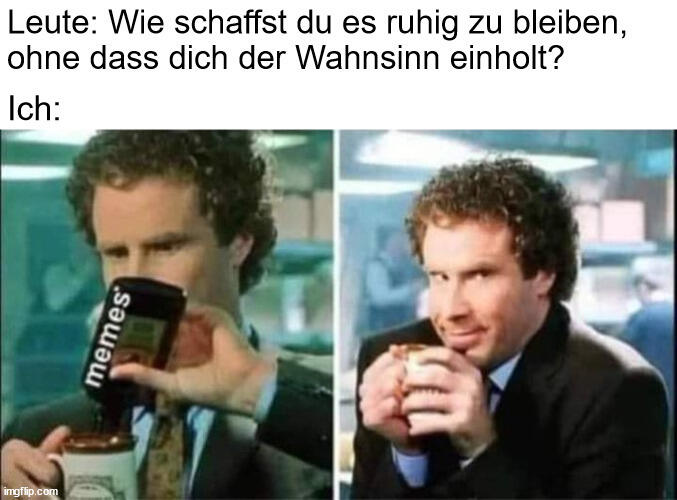 Leute: Wie schaffst du es ruhig zu bleiben,
ohne dass dich der Wahnsinn einholt?
Ich:
memes
imgflip.com